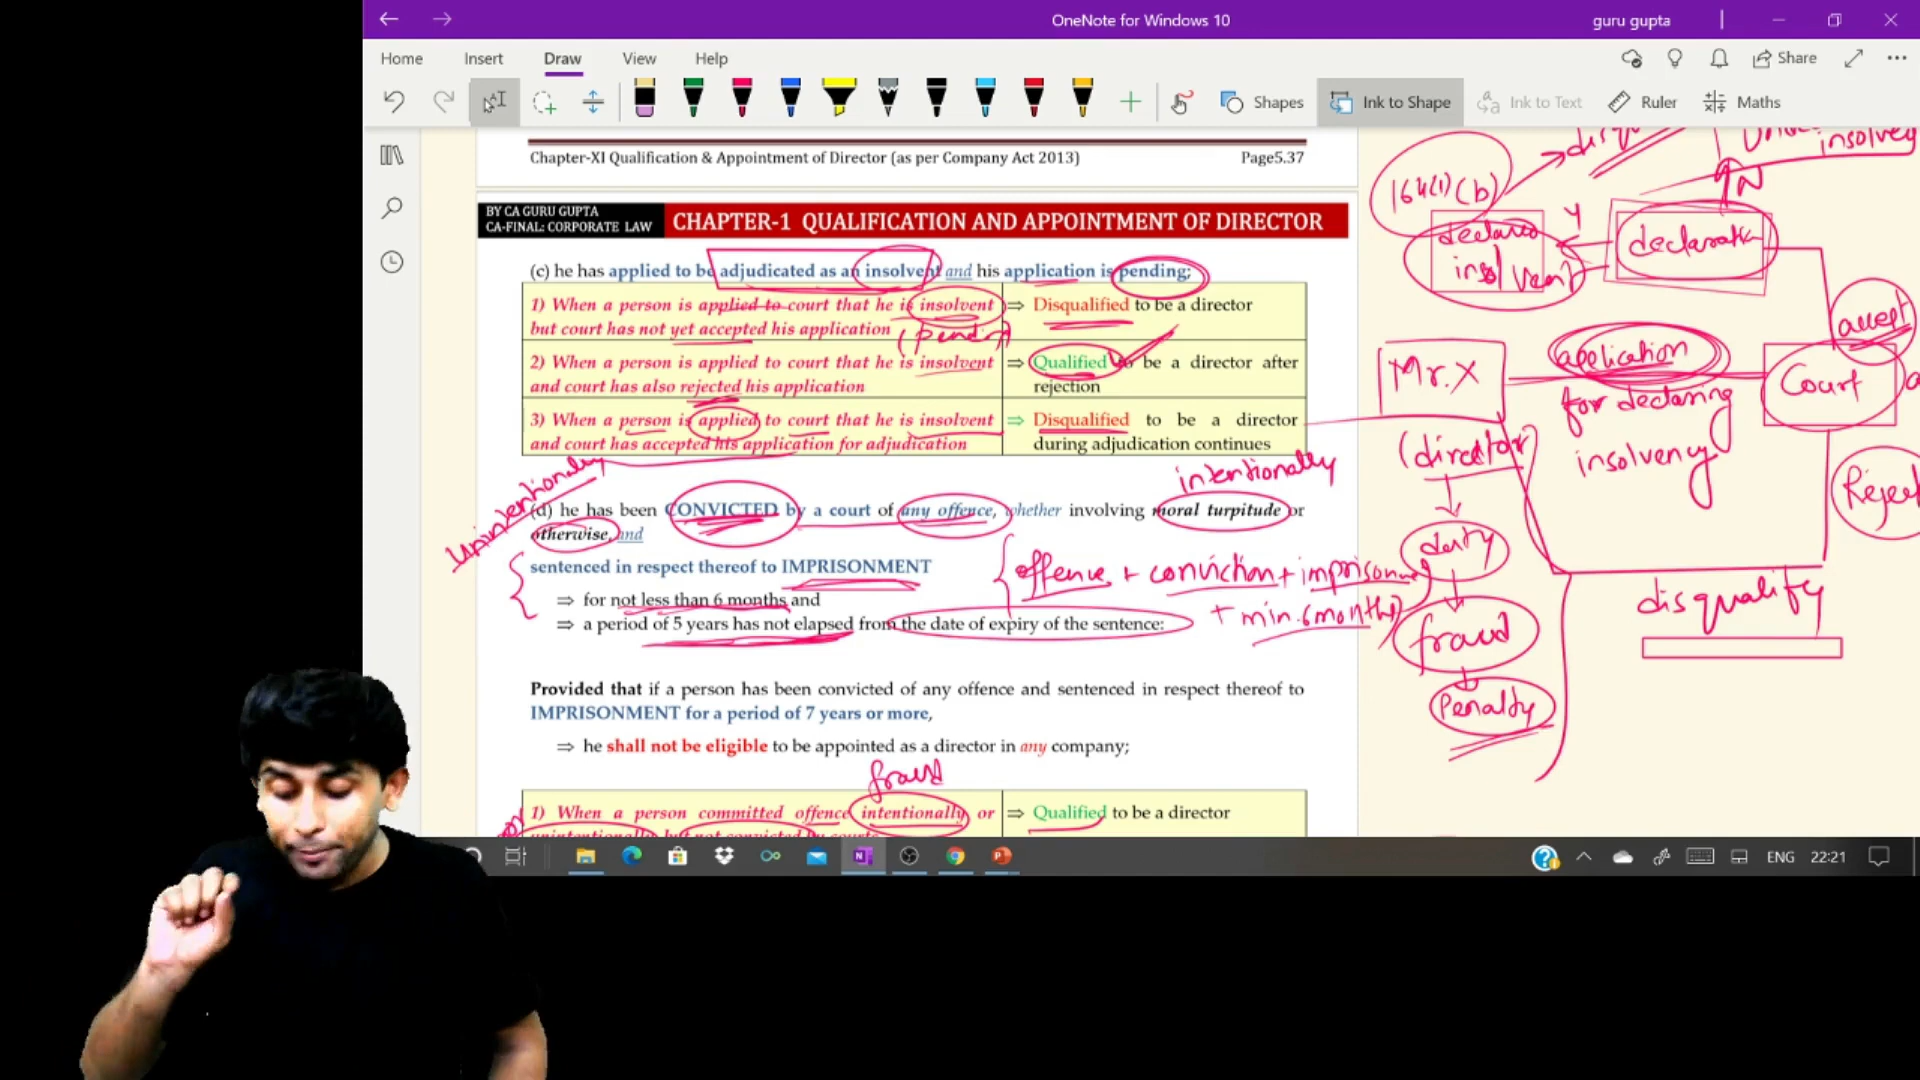 OneNote for Windows 10
guru gupta
Home Insert Draw View Help
Share
Shapes
Ink to Shape
Ink to Text
Ruler
Maths
Chapter-XI Qualification & Appointment of Director (as per Company Act 2013) Page5.37
BY CA GURU GUPTA
CA-FINAL: CORPORATE LAW
CHAPTER-1 QUALIFICATION AND APPOINTMENT OF DIRECTOR
(c) he has applied to be adjudicated as an insolvent and his application is pending;
1) When a person is applied to court that he is insolvent
but court has not yet accepted his application
⇒ Disqualified to be a director
(pending)
2) When a person is applied to court that he is insolvent
and court has also rejected his application
⇒ Qualified to be a director after
rejection
3) When a person is applied to court that he is insolvent
and court has accepted his application for adjudication
⇒ Disqualified to be a director
during adjudication continues
unintentionally
intentionally
(d) he has been CONVICTED by a court of any offence, whether involving moral turpitude or
otherwise, and
sentenced in respect thereof to IMPRISONMENT
⇒ for not less than 6 months and
⇒ a period of 5 years has not elapsed from the date of expiry of the sentence:
offence + conviction + imprisonme
+ min. 6 months
Provided that if a person has been convicted of any offence and sentenced in respect thereof to
IMPRISONMENT for a period of 7 years or more,
⇒ he shall not be eligible to be appointed as a director in any company;
fraud
1) When a person committed offence intentionally or
unintentionally but not convicted by courts
⇒ Qualified to be a director
insolvey
164(1)(b)
N
Y
declared
insolvent
declaration
accept
Mr. X
application
for declaring
insolvency
Court
(director)
Reject
duty
fraud
Penalty
disqualify
ENG
22:21